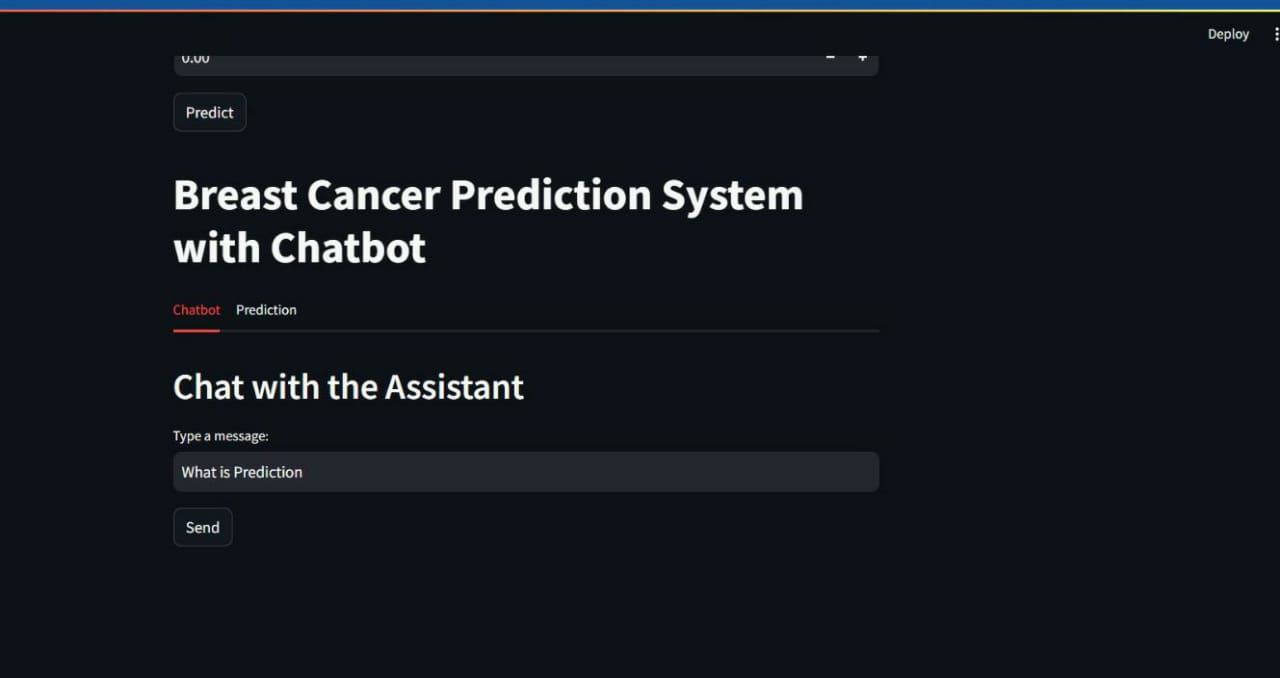 Deploy
0.00
Predict
Breast Cancer Prediction System
with Chatbot
Chatbot Prediction
Chat with the Assistant
Type a message:
What is Prediction
Send